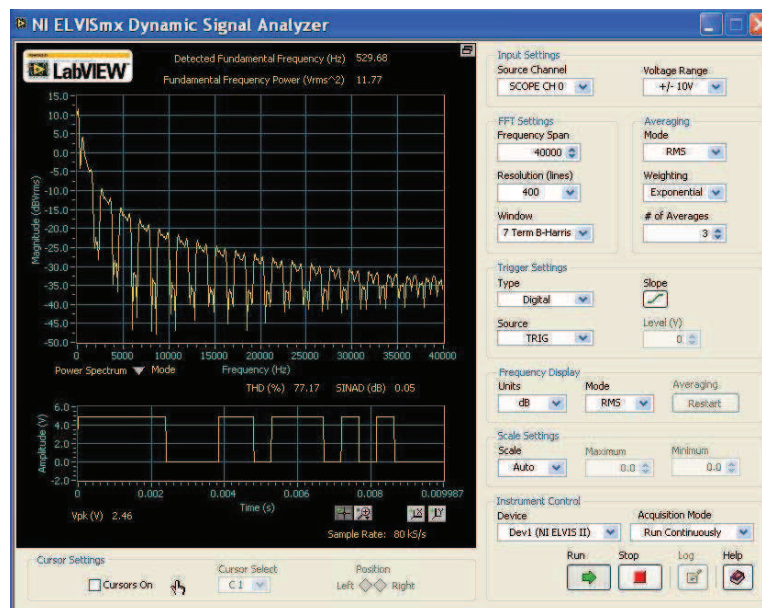 NI ELVISmx Dynamic Signal Analyzer
LabVIEW
Detected Fundamental Frequency (Hz) 529.68
Fundamental Frequency Power (Vrms^2) 11.77
Magnitude (dBVrms)
15.0
10.0
5.0
0.0
-5.0
-10.0
-15.0
-20.0
-25.0
-30.0
-35.0
-40.0
-45.0
-50.0
0 5000 10000 15000 20000 25000 30000 35000 40000
Power Spectrum Mode Frequency (Hz)
THD (%) 77.17 SINAD (dB) 0.05
Amplitude (V)
6.0
4.0
2.0
0.0
-2.0
0 0.002 0.004 0.006 0.008 0.009987
Time (s)
Vpk (V) 2.46
Sample Rate: 80 kS/s
Cursor Settings
Cursors On
Cursor Select
C 1
Position
Left Right
Input Settings
Source Channel
SCOPE CH 0
Voltage Range
+/- 10V
FFT Settings
Frequency Span
40000
Resolution (lines)
400
Window
7 Term B-Harris
Averaging
Mode
RMS
Weighting
Exponential
# of Averages
3
Trigger Settings
Type
Digital
Slope
Source
TRIG
Level (V)
0
Frequency Display
Units
dB
Mode
RMS
Averaging
Restart
Scale Settings
Scale
Auto
Maximum
0.0
Minimum
0.0
Instrument Control
Device
Dev1 (NI ELVIS II)
Acquisition Mode
Run Continuously
Run Stop Log Help